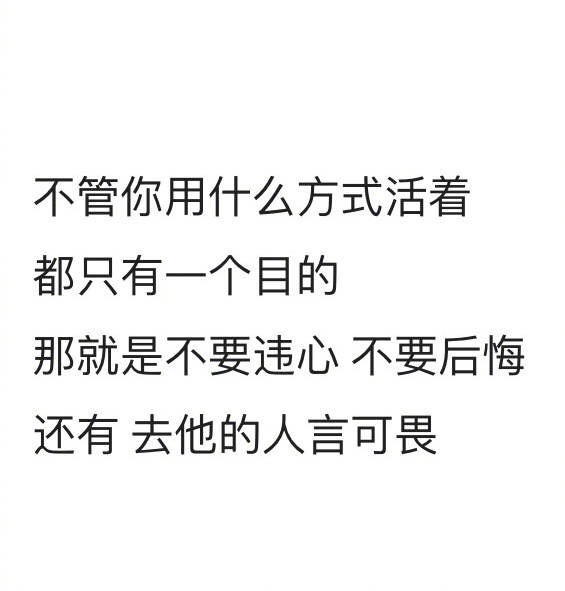 不管你用什么方式活着
都只有一个目的
那就是不要违心 不要后悔
还有 去他的人言可畏